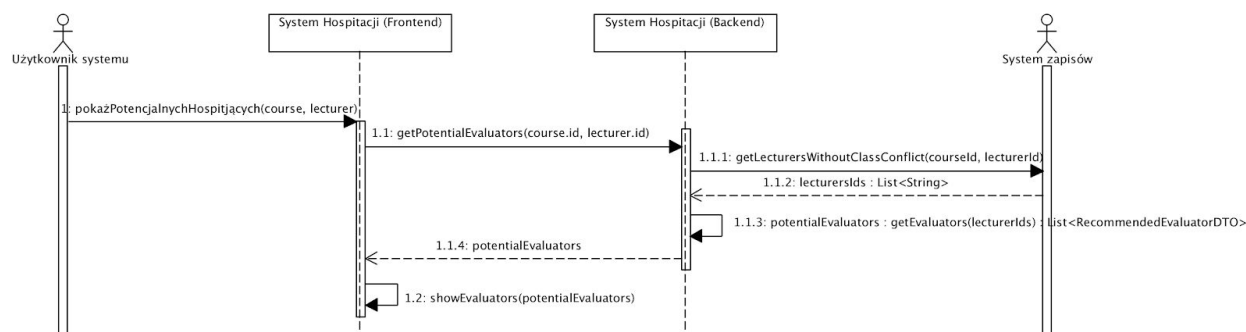 System Hospitacji (Frontend)
System Hospitacji (Backend)
Użytkownik systemu
System zapisów
1: pokażPotencjalnychHospitjących(course, lecturer)
1.1: getPotentialEvaluators(course.id, lecturer.id)
1.1.1: getLecturersWithoutClassConflict(courseId, lecturerId)
1.1.2: lecturersIds : List<String>
1.1.3: potentialEvaluators : getEvaluators(lecturerIds) : List<RecommendedEvaluatorDTO>
1.1.4: potentialEvaluators
1.2: showEvaluators(potentialEvaluators)